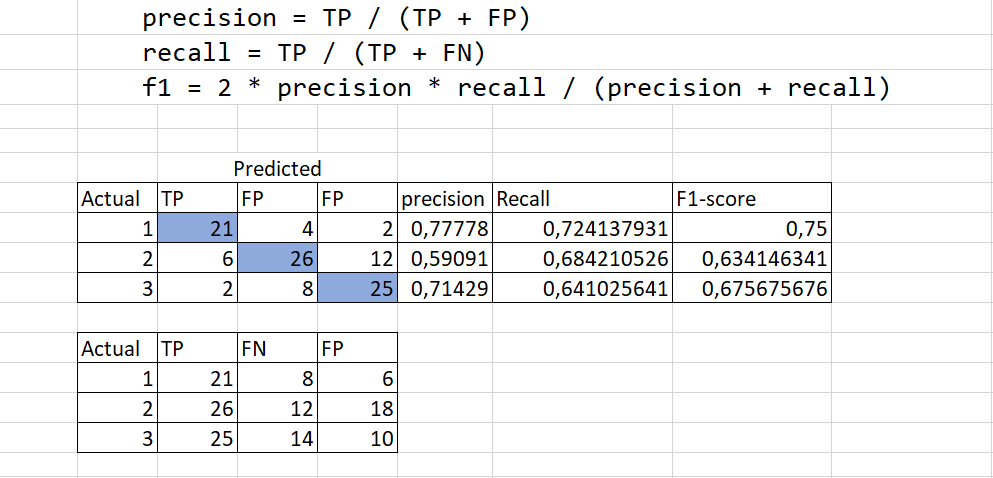 precision = TP / (TP + FP)
recall = TP / (TP + FN)
f1 = 2 * precision * recall / (precision + recall)
Predicted
Actual TP FP FP precision Recall F1-score
1 21 4 2 0,77778 0,724137931 0,75
2 6 26 12 0,59091 0,684210526 0,634146341
3 2 8 25 0,71429 0,641025641 0,675675676
Actual TP FN FP
1 21 8 6
2 26 12 18
3 25 14 10